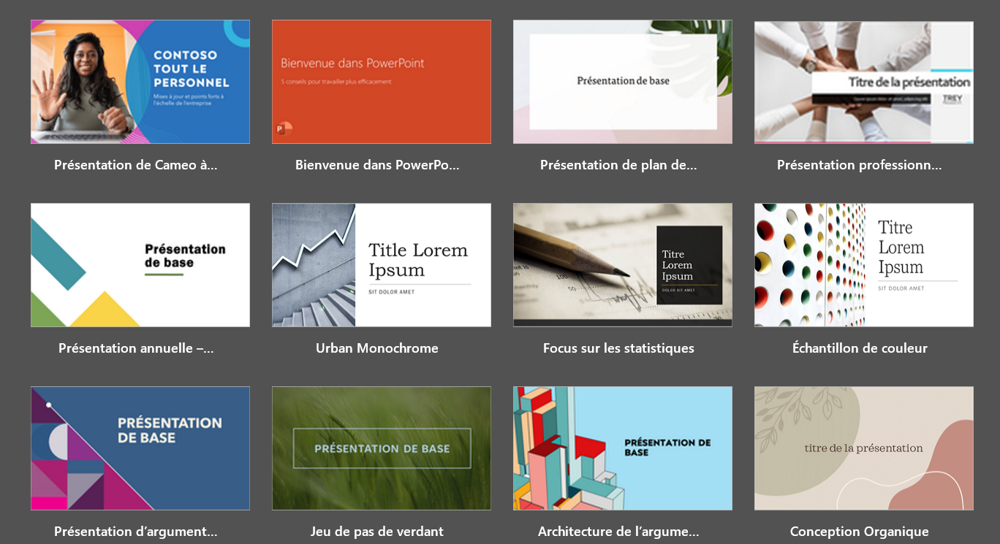 CONTOSO
TOUT LE
PERSONNEL
Mises à jour et points forts à
l'échelle de l'entreprise
Présentation de Cameo à...
Bienvenue dans PowerPoint
5 conseils pour travailler plus efficacement.
P
Bienvenue dans PowerPo...
Présentation de base
Présentation de plan de...
Titre de la présentation
TREY
Présentation professionn...
Présentation
de base
Présentation annuelle –...
Title Lorem
Ipsum
SIT DOLOR AMET
Urban Monochrome
100
50
Titre
Lorem
Ipsum
DOLOR SIT AMET
Focus sur les statistiques
Titre
Lorem
Ipsum
SIT DOLOR AMET
Échantillon de couleur
PRÉSENTATION
DE BASE
Présentation d’argument...
PRÉSENTATION DE BASE
Jeu de pas de verdant
PRÉSENTATION DE
BASE
Architecture de l’argume...
titre de la présentation
Conception Organique